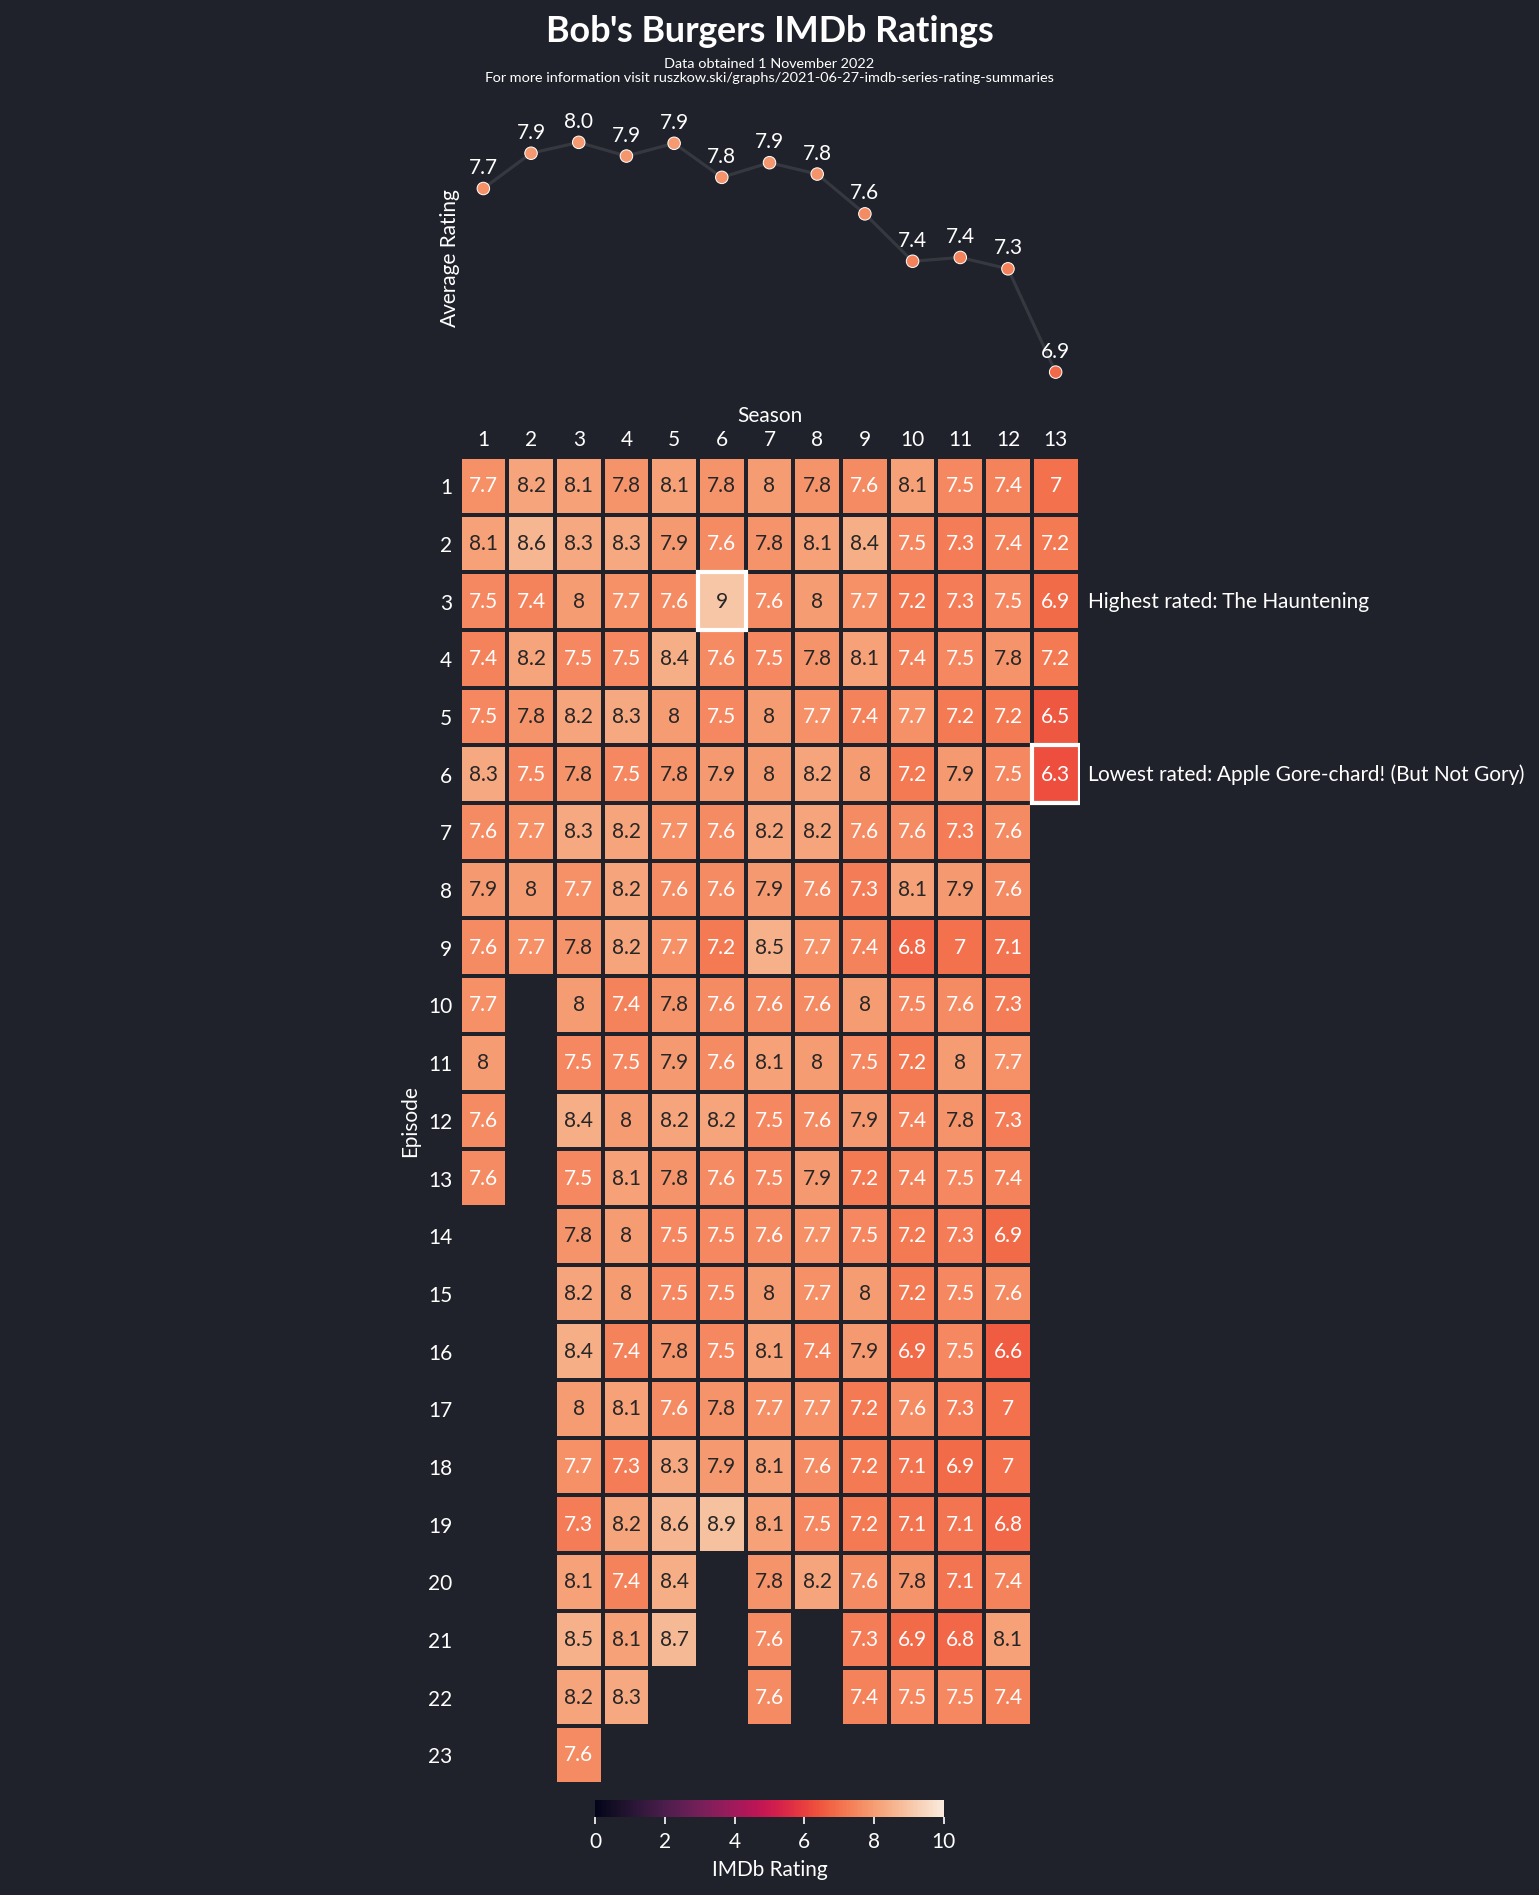 Bob's Burgers IMDb Ratings
Data obtained 1 November 2022
For more information visit ruszkow.ski/graphs/2021-06-27-imdb-series-rating-summaries
7.7 7.9 8.0 7.9 7.9 7.8 7.9 7.8 7.6 7.4 7.4 7.3 6.9
Average Rating
Season
1 2 3 4 5 6 7 8 9 10 11 12 13
1 7.7 8.2 8.1 7.8 8.1 7.8 8 7.8 7.6 8.1 7.5 7.4 7
2 8.1 8.6 8.3 8.3 7.9 7.6 7.8 8.1 8.4 7.5 7.3 7.4 7.2
3 7.5 7.4 8 7.7 7.6 9 7.6 8 7.7 7.2 7.3 7.5 6.9 Highest rated: The Hauntening
4 7.4 8.2 7.5 7.5 8.4 7.6 7.5 7.8 8.1 7.4 7.5 7.8 7.2
5 7.5 7.8 8.2 8.3 8 7.5 8 7.7 7.4 7.7 7.2 7.2 6.5
6 8.3 7.5 7.8 7.5 7.8 7.9 8 8.2 8 7.2 7.9 7.5 6.3 Lowest rated: Apple Gore-chard! (But Not Gory)
7 7.6 7.7 8.3 8.2 7.7 7.6 8.2 8.2 7.6 7.6 7.3 7.6
8 7.9 8 7.7 8.2 7.6 7.6 7.9 7.6 7.3 8.1 7.9 7.6
9 7.6 7.7 7.8 8.2 7.7 7.2 8.5 7.7 7.4 6.8 7 7.1
10 7.7 8 7.4 7.8 7.6 7.6 7.6 8 7.5 7.6 7.3
11 8 7.5 7.5 7.9 7.6 8.1 8 7.5 7.2 8 7.7
Episode
12 7.6 8.4 8 8.2 8.2 7.5 7.6 7.9 7.4 7.8 7.3
13 7.6 7.5 8.1 7.8 7.6 7.5 7.9 7.2 7.4 7.5 7.4
14 7.8 8 7.5 7.5 7.6 7.7 7.5 7.2 7.3 6.9
15 8.2 8 7.5 7.5 8 7.7 8 7.2 7.5 7.6
16 8.4 7.4 7.8 7.5 8.1 7.4 7.9 6.9 7.5 6.6
17 8 8.1 7.6 7.8 7.7 7.7 7.2 7.6 7.3 7
18 7.7 7.3 8.3 7.9 8.1 7.6 7.2 7.1 6.9 7
19 7.3 8.2 8.6 8.9 8.1 7.5 7.2 7.1 7.1 6.8
20 8.1 7.4 8.4 7.8 8.2 7.6 7.8 7.1 7.4
21 8.5 8.1 8.7 7.6 7.3 6.9 6.8 8.1
22 8.2 8.3 7.6 7.4 7.5 7.5 7.4
23 7.6
0 2 4 6 8 10
IMDb Rating